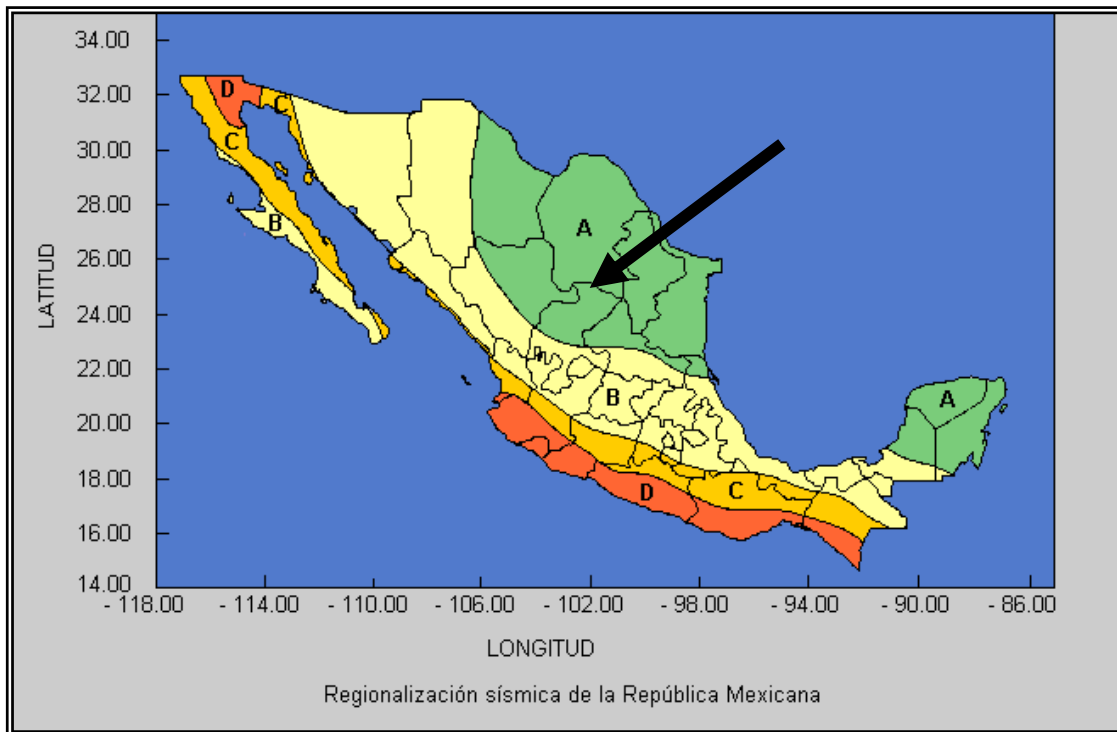 34.00
32.00
30.00
28.00
26.00
24.00
22.00
20.00
18.00
16.00
14.00
LATITUD
D
C
C
B
A
A
B
C
D
- 118.00 - 114.00 - 110.00 - 106.00 - 102.00 - 98.00 - 94.00 - 90.00 - 86.00
LONGITUD
Regionalización sísmica de la República Mexicana